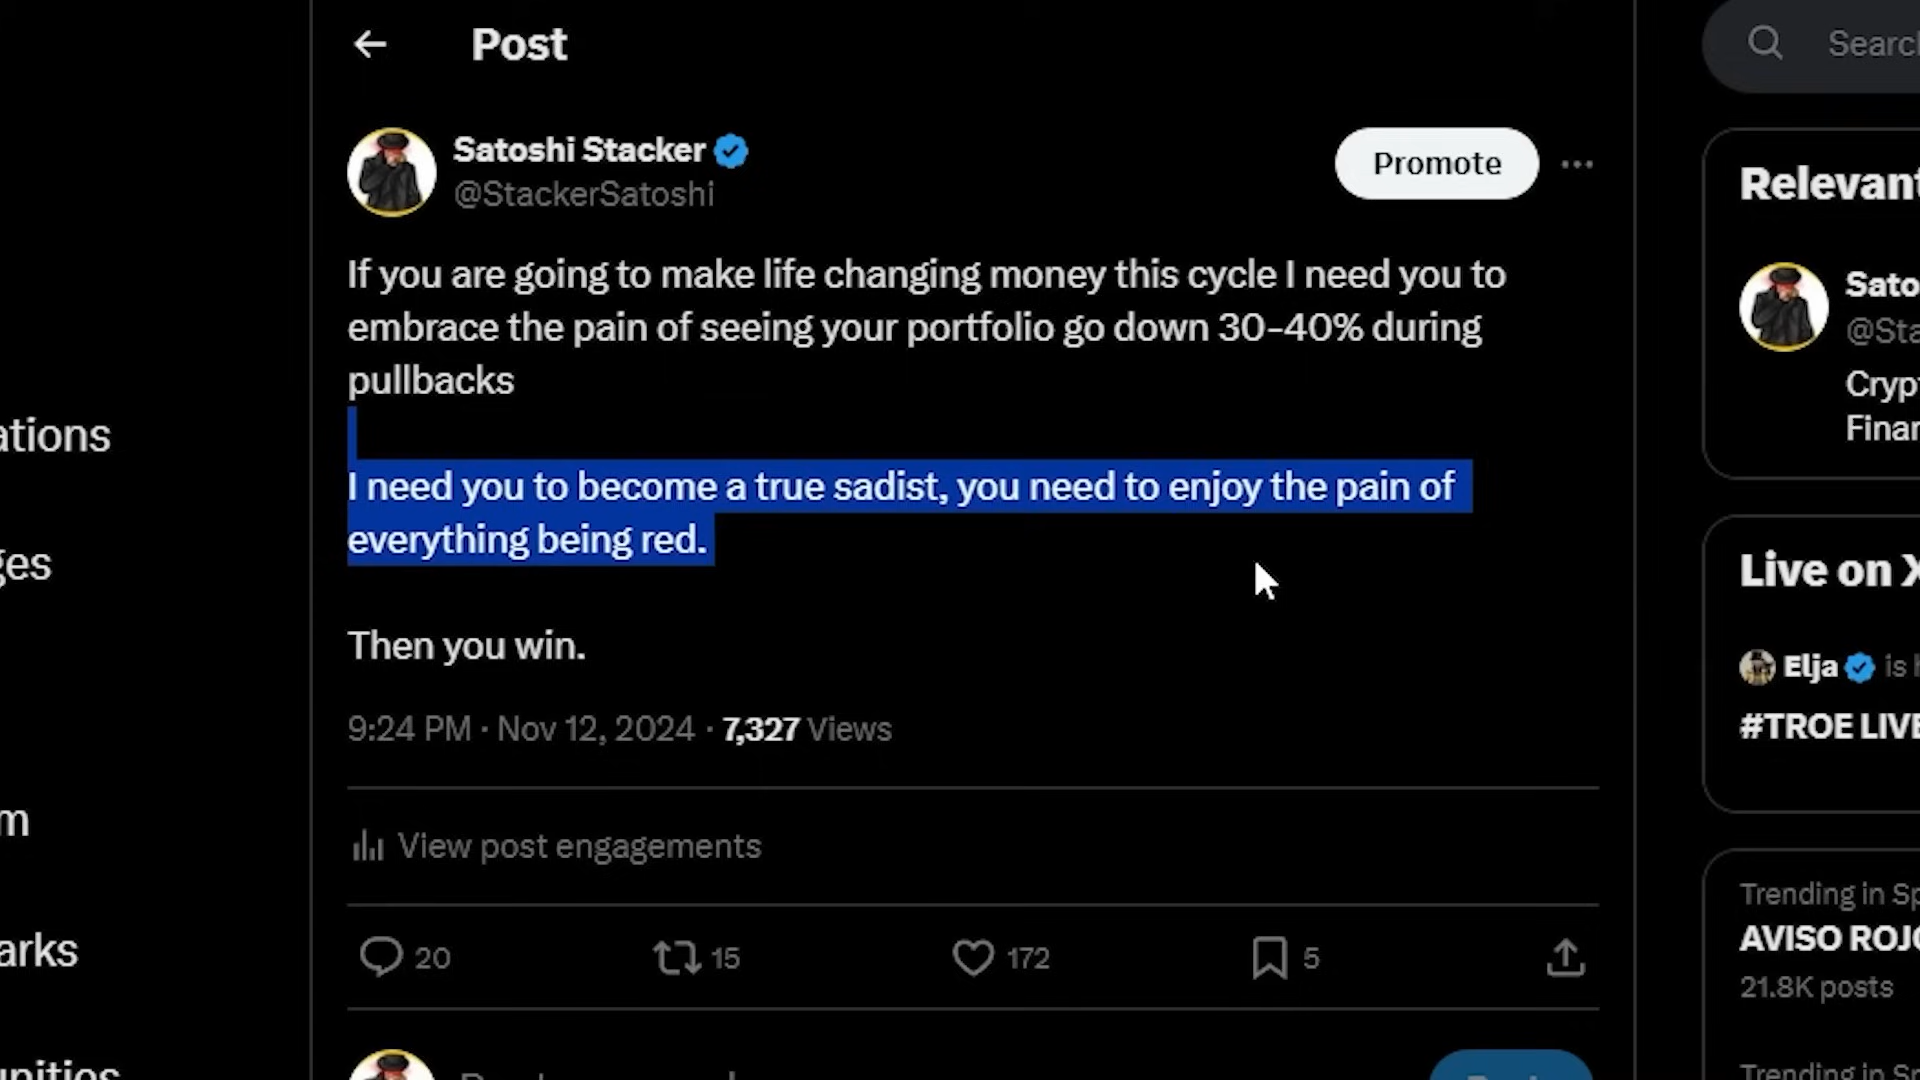 Post
Search
Satoshi Stacker
@StackerSatoshi
Promote
If you are going to make life changing money this cycle I need you to
embrace the pain of seeing your portfolio go down 30-40% during
pullbacks
I need you to become a true sadist, you need to enjoy the pain of
everything being red.
Then you win.
9:24 PM · Nov 12, 2024 · 7,327 Views
View post engagements
20
15
172
5
ations
ges
m
arks
unities
Relevant
Sato
@Sta
Cryp
Finan
Live on X
Elja is
#TROE LIVE
Trending in Sp
AVISO ROJO
21.8K posts
Trending in Sp